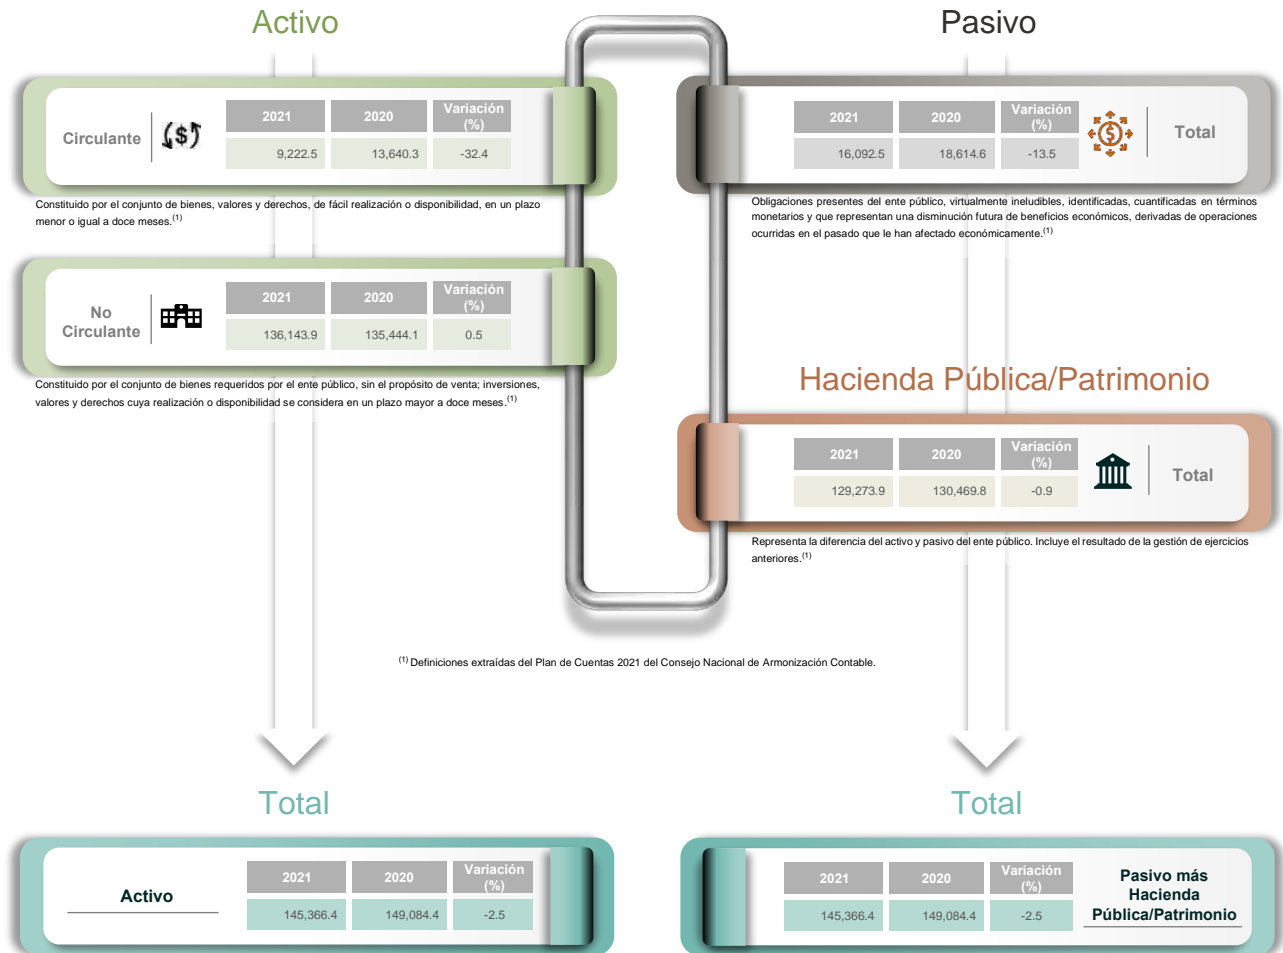 Activo
Circulante
($)
2021 2020 Variación
(%)
9,222.5 13,640.3 -32.4
Constituido por el conjunto de bienes, valores y derechos, de fácil realización o disponibilidad, en un plazo
menor o igual a doce meses.(1)
No
Circulante
2021 2020 Variación
(%)
136,143.9 135,444.1 0.5
Constituido por el conjunto de bienes requeridos por el ente público, sin el propósito de venta; inversiones,
valores y derechos cuya realización o disponibilidad se considera en un plazo mayor a doce meses.(1)
Pasivo
2021 2020 Variación
(%)
16,092.5 18,614.6 -13.5
$
Total
Obligaciones presentes del ente público, virtualmente ineludibles, identificadas, cuantificadas en términos
monetarios y que representan una disminución futura de beneficios económicos, derivadas de operaciones
ocurridas en el pasado que le han afectado económicamente.(1)
Hacienda Pública/Patrimonio
2021 2020 Variación
(%)
129,273.9 130,469.8 -0.9
Total
Representa la diferencia del activo y pasivo del ente público. Incluye el resultado de la gestión de ejercicios
anteriores.(1)
(1) Definiciones extraídas del Plan de Cuentas 2021 del Consejo Nacional de Armonización Contable.
Total
Activo
2021 2020 Variación
(%)
145,366.4 149,084.4 -2.5
Total
2021 2020 Variación
(%)
145,366.4 149,084.4 -2.5
Pasivo más
Hacienda
Pública/Patrimonio